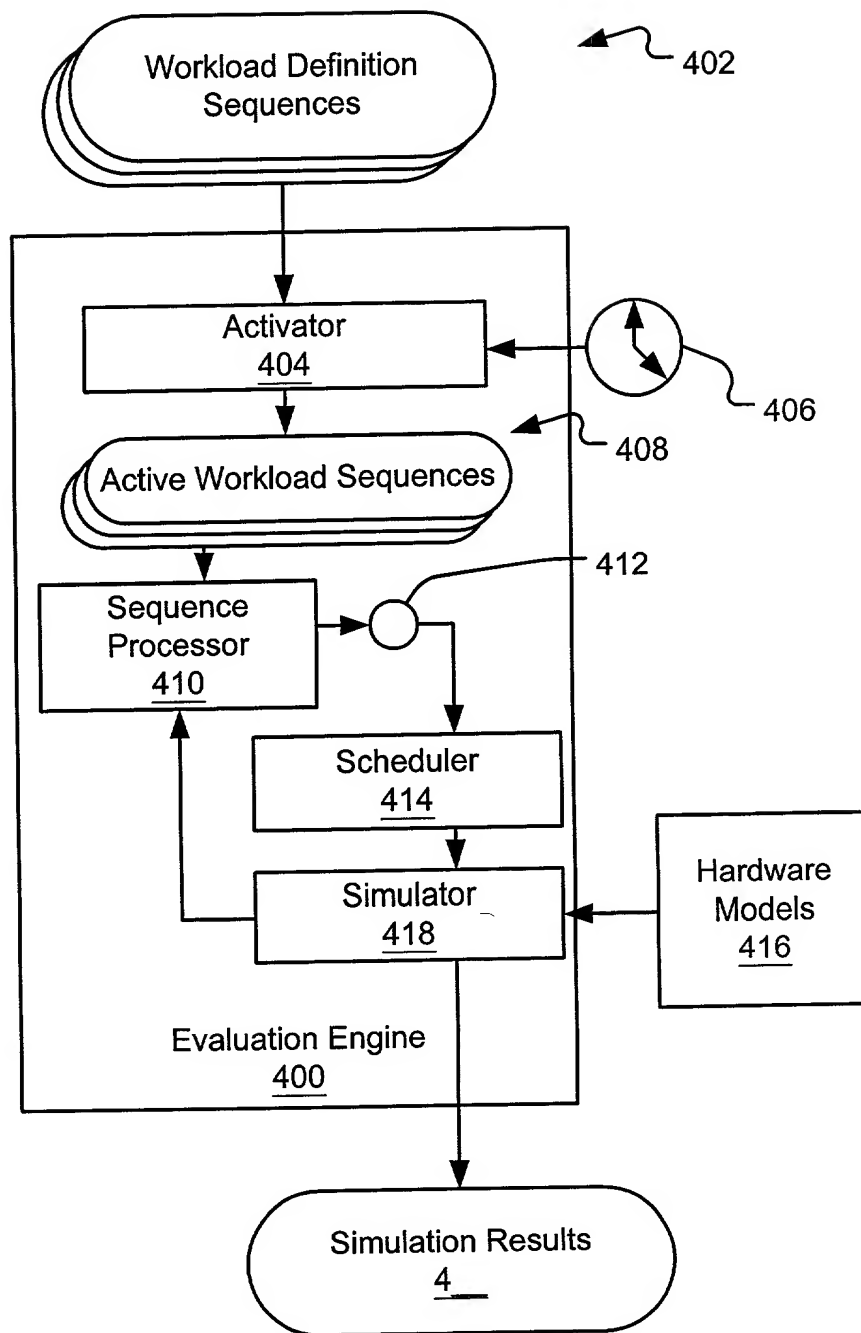 Workload Definition
Sequences
402
Activator
404
406
408
Active Workload Sequences
412
Sequence
Processor
410
Scheduler
414
Simulator
418
Hardware
Models
416
Evaluation Engine
400
Simulation Results
4